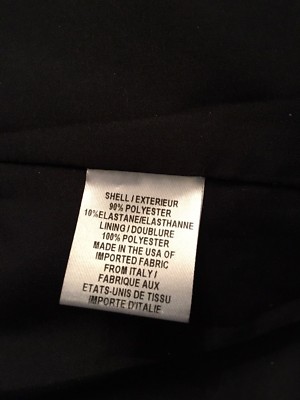 SHELL / EXTERIEUR
90% POLYESTER
10%ELASTANE/ELASTHANNE
LINING / DOUBLURE
100% POLYESTER
MADE IN THE USA OF
IMPORTED FABRIC
FROM ITALY /
FABRIQUE AUX
ETATS-UNIS DE TISSU
IMPORTE D'ITALIE